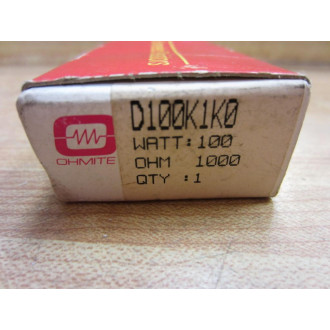 D100K1K0
WATT:100
OHM 1000
QTY :1
OHMITE